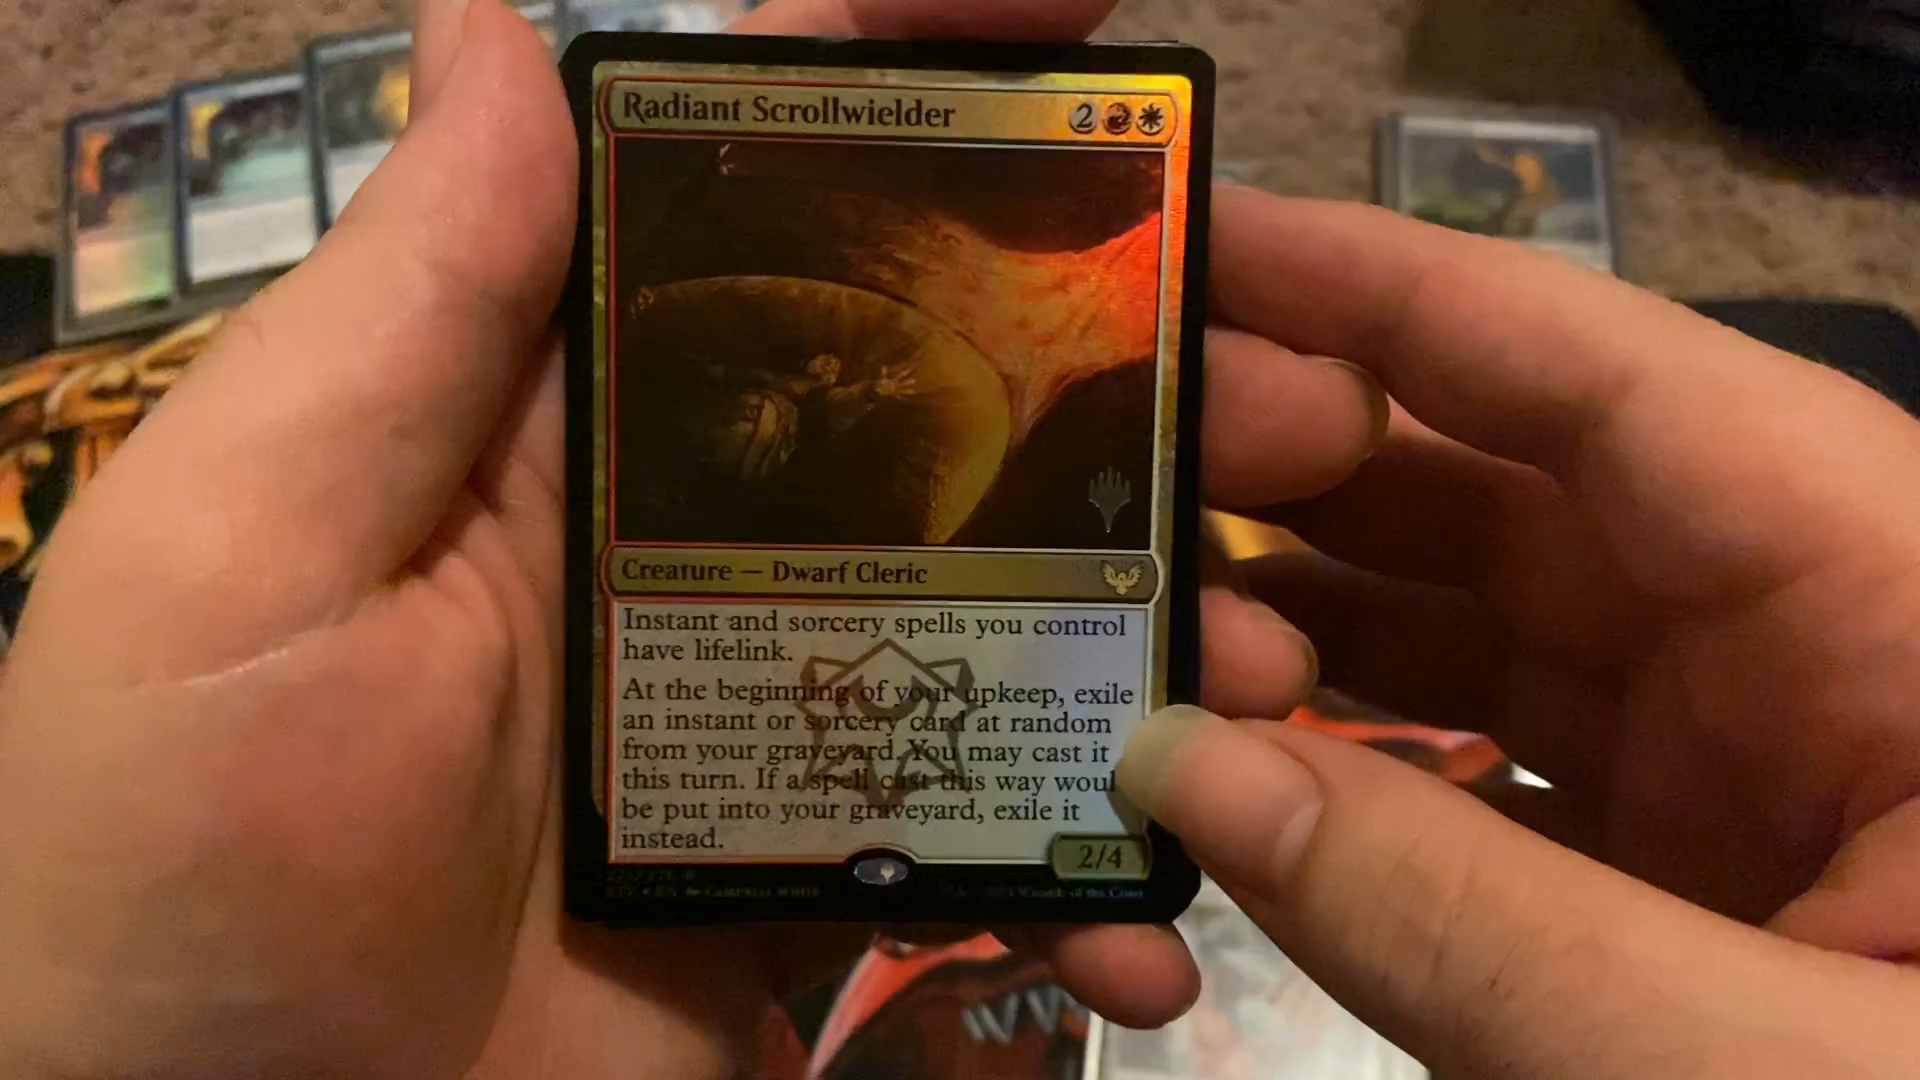 Radiant Scrollwielder 2
Creature — Dwarf Cleric
Instant and sorcery spells you control
have lifelink.
At the beginning of your upkeep, exile
an instant or sorcery card at random
from your graveyard. You may cast it
this turn. If a spell cast this way woul
be put into your graveyard, exile it
instead.
2/4